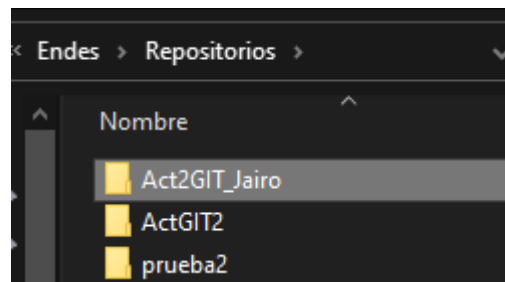 Endes > Repositorios >
Nombre
Act2GIT_Jairo
ActGIT2
prueba2